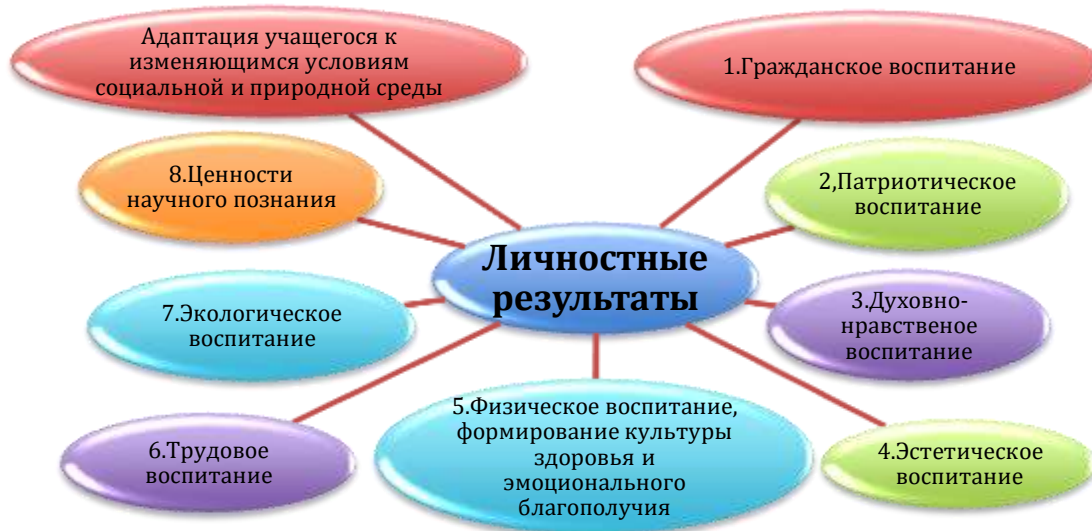 Адаптация учащегося к
изменяющимся условиям
социальной и природной среды
1.Гражданское воспитание
8.Ценности
научного познания
2,Патриотическое
воспитание
Личностные
результаты
7.Экологическое
воспитание
3.Духовно-
нравственое
воспитание
6.Трудовое
воспитание
5.Физическое воспитание,
формирование культуры
здоровья и
эмоционального
благополучия
4.Эстетическое
воспитание